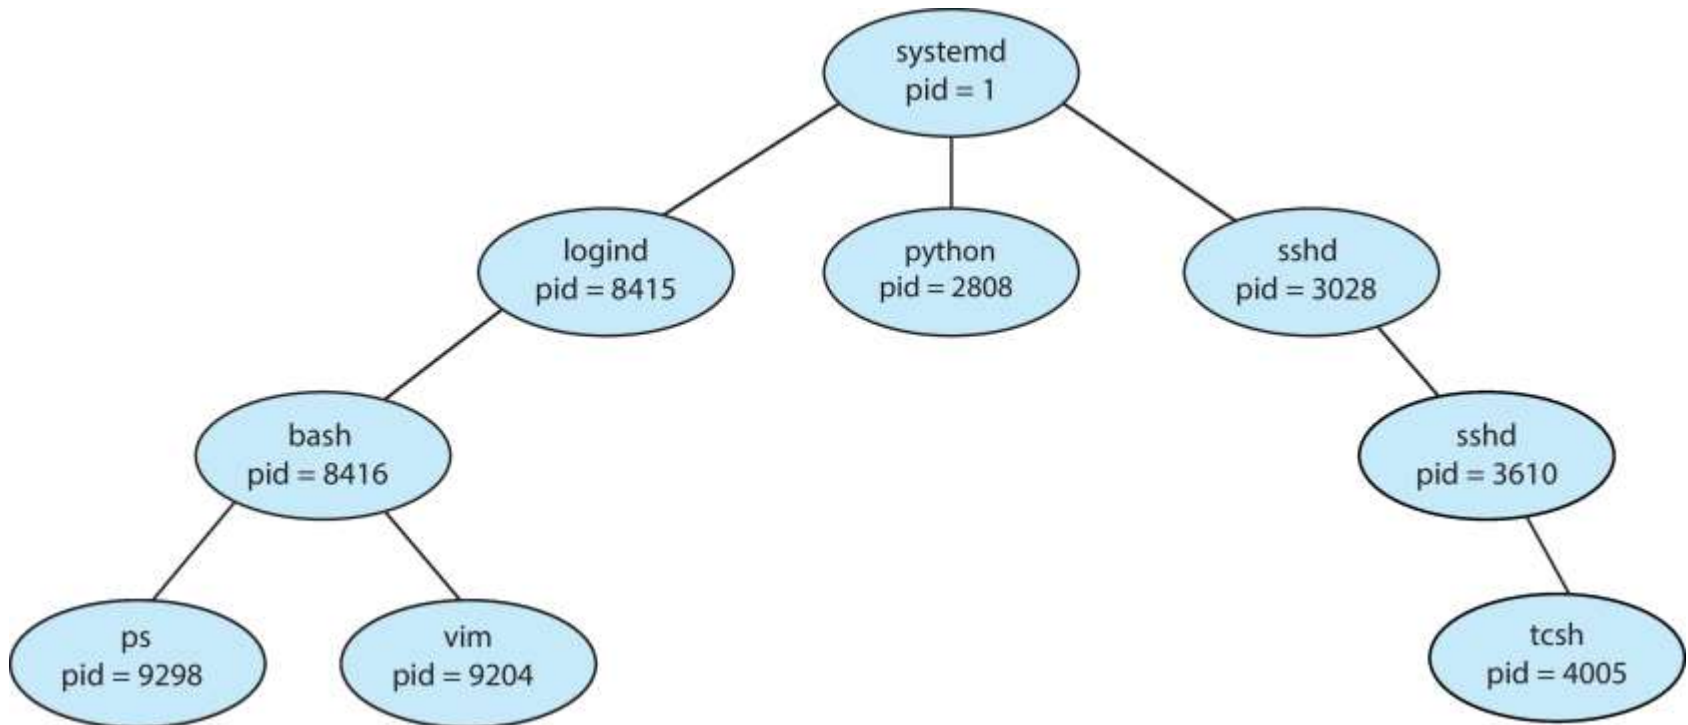 systemd
pid = 1
logind
pid = 8415
python
pid = 2808
sshd
pid = 3028
bash
pid = 8416
sshd
pid = 3610
ps
pid = 9298
vim
pid = 9204
tcsh
pid = 4005